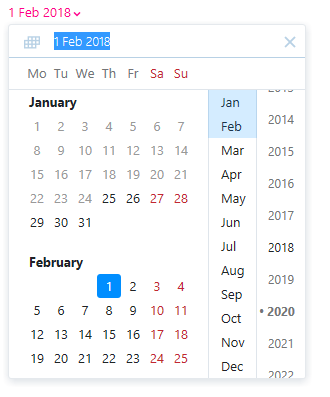 1 Feb 2018
1 Feb 2018
Mo Tu We Th Fr Sa Su
January
1 2 3 4 5 6 7
8 9 10 11 12 13 14
15 16 17 18 19 20 21
22 23 24 25 26 27 28
29 30 31
February
1 2 3 4
5 6 7 8 9 10 11
12 13 14 15 16 17 18
19 20 21 22 23 24 25
Jan
Feb
Mar
Apr
May
Jun
Jul
Aug
Sep
Oct
Nov
Dec
2014
2015
2016
2017
2018
2019
• 2020
2021
2022